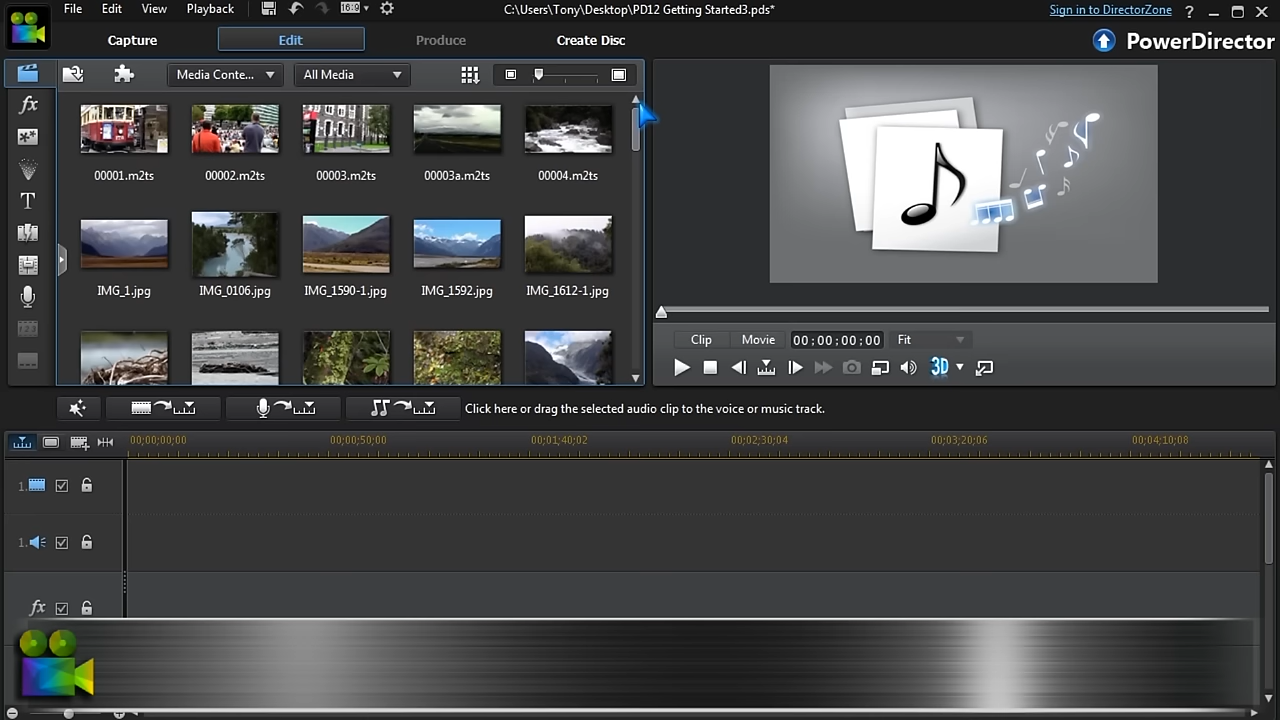 File Edit View Playback 16:9 C:\Users\Tony\Desktop\PD12 Getting Started3.pds* Sign in to DirectorZone ?
Capture Edit Produce Create Disc PowerDirector
Media Conte... All Media
fx
T
00001.m2ts 00002.m2ts 00003.m2ts 00003a.m2ts 00004.m2ts
IMG_1.jpg IMG_0106.jpg IMG_1590-1.jpg IMG_1592.jpg IMG_1612-1.jpg
Clip Movie 00;00;00;00 Fit
3D
Click here or drag the selected audio clip to the voice or music track.
00;00;00;00 00;00;50;00 00;01;40;02 00;02;30;04 00;03;20;06 00;04;10;08
1.
1.
fx